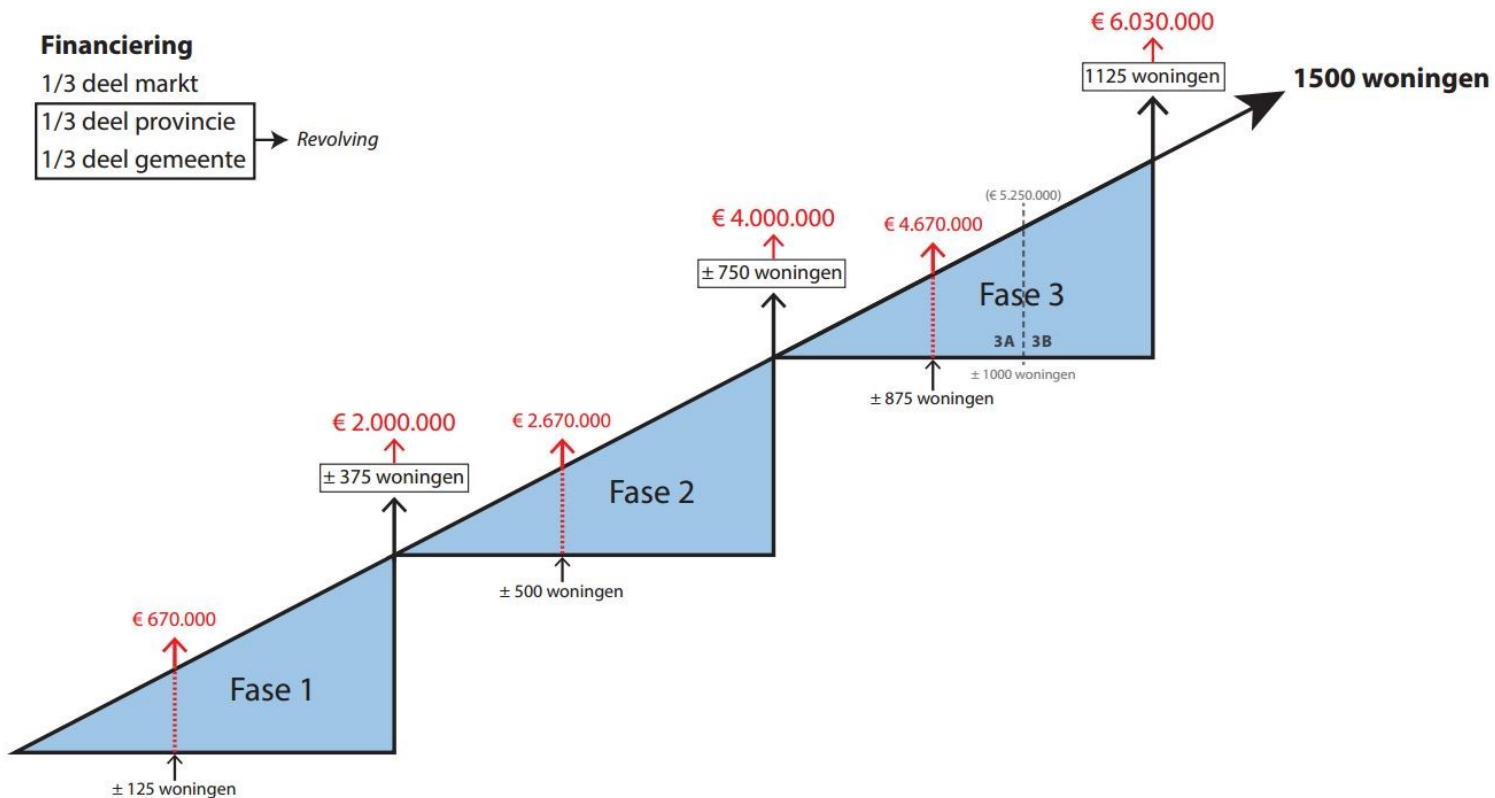 Financiering
1/3 deel markt
1/3 deel provincie
1/3 deel gemeente
Revolving
€ 6.030.000
1125 woningen
1500 woningen
(€ 5.250.000)
€ 4.000.000
€ 4.670.000
± 750 woningen
Fase 3
3A 3B
± 1000 woningen
± 875 woningen
€ 2.000.000
€ 2.670.000
± 375 woningen
Fase 2
± 500 woningen
€ 670.000
Fase 1
± 125 woningen